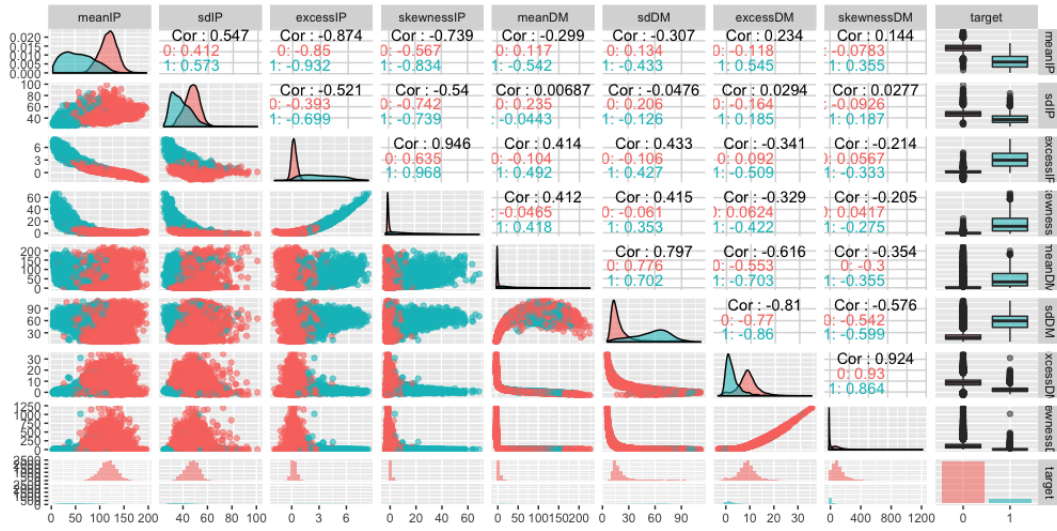 meanIP sdIP excessIP skewnessIP meanDM sdDM excessDM skewnessDM target
0.020 Cor : 0.547 Cor : -0.874 Cor : -0.739 Cor : -0.299 Cor : -0.307 Cor : 0.234 Cor : 0.144 meanIP
0.015 0: 0.412 0: -0.85 0: -0.567 0: 0.117 0: 0.134 0: -0.118 0: -0.0783
0.010
0.005 1: 0.573 1: -0.932 1: -0.834 1: -0.542 1: -0.433 1: 0.545 1: 0.355
0.000
100 Cor : -0.521 Cor : -0.54 Cor : 0.00687 Cor : -0.0476 Cor : 0.0294 Cor : 0.0277 sdIP
80 0: -0.393 0: -0.742 0: 0.235 0: 0.206 0: -0.164 0: -0.0926
60
40 1: -0.699 1: -0.739 1: -0.0443 1: -0.126 1: 0.185 1: 0.187
6 Cor : 0.946 Cor : 0.414 Cor : 0.433 Cor : -0.341 Cor : -0.214 excessIP
3 0: 0.635 0: -0.104 0: -0.106 0: 0.092 0: 0.0567
0 1: 0.968 1: 0.492 1: 0.427 1: -0.509 1: -0.333
60 Cor : 0.412 Cor : 0.415 Cor : -0.329 Cor : -0.205 kewness
40 0: -0.0465 0: -0.061 0: 0.0624 0: 0.0417
20 1: 0.418 1: 0.353 1: -0.422 1: -0.275
0
200 Cor : 0.797 Cor : -0.616 Cor : -0.354 meanDM
150 0: 0.776 0: -0.553 0: -0.3
100
50 1: 0.702 1: -0.703 1: -0.355
0
90 Cor : -0.81 Cor : -0.576 sdDM
60 0: -0.77 0: -0.542
30 1: -0.86 1: -0.599
30 Cor : 0.924 xcessDM
20 0: 0.93
10 1: 0.864
0
1250
1000
750
500
250
0
2500 target
0 50 100 150 200 40 60 80 100 0 3 6 0 20 40 60 0 50 100150200 0 30 60 90 0 10 20 30 0 250500 7501000250 0 1